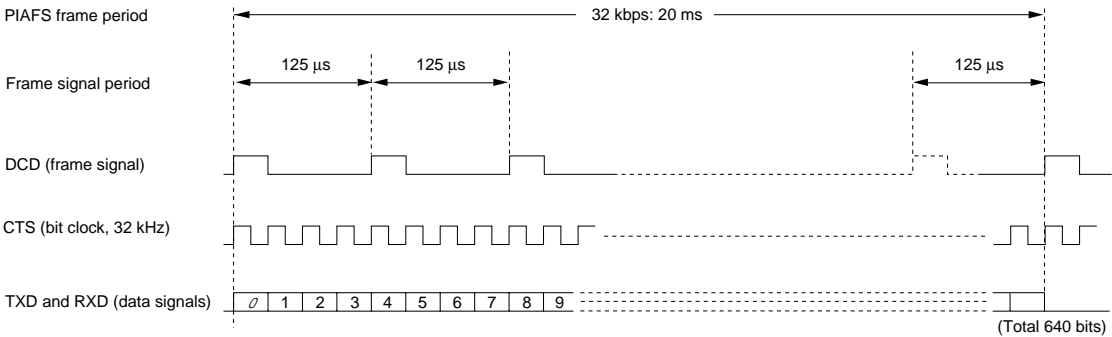 PIAFS frame period
32 kbps: 20 ms
125 μs
125 μs
125 μs
Frame signal period
DCD (frame signal)
CTS (bit clock, 32 kHz)
TXD and RXD (data signals)
0 1 2 3 4 5 6 7 8 9
(Total 640 bits)